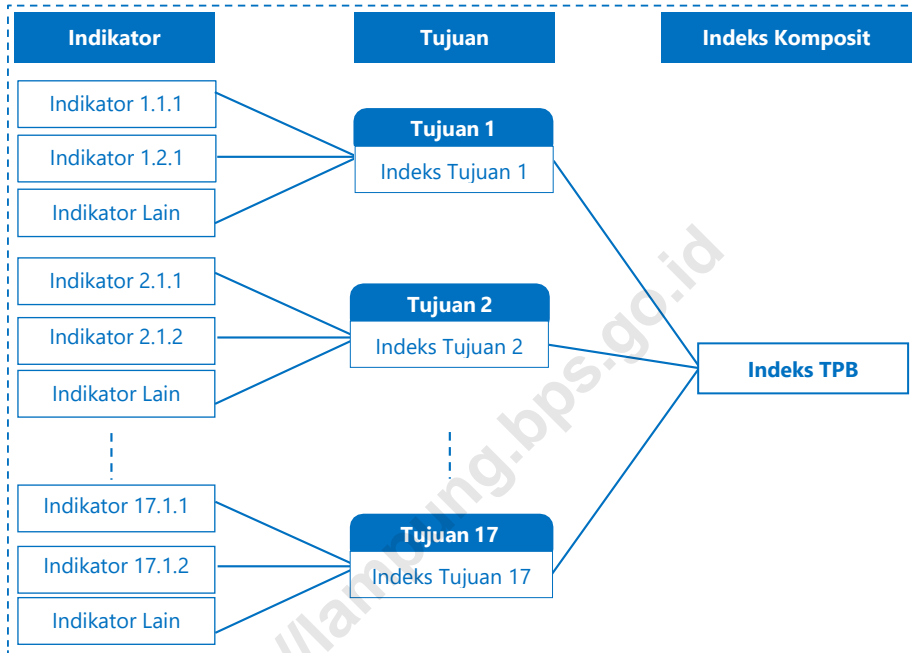 Indikator
Tujuan
Indeks Komposit
Indikator 1.1.1
Indikator 1.2.1
Indikator Lain
Tujuan 1
Indeks Tujuan 1
Indikator 2.1.1
Indikator 2.1.2
Indikator Lain
Tujuan 2
Indeks Tujuan 2
Indeks TPB
Indikator 17.1.1
Indikator 17.1.2
Indikator Lain
Tujuan 17
Indeks Tujuan 17
//lampung.bps.go.id